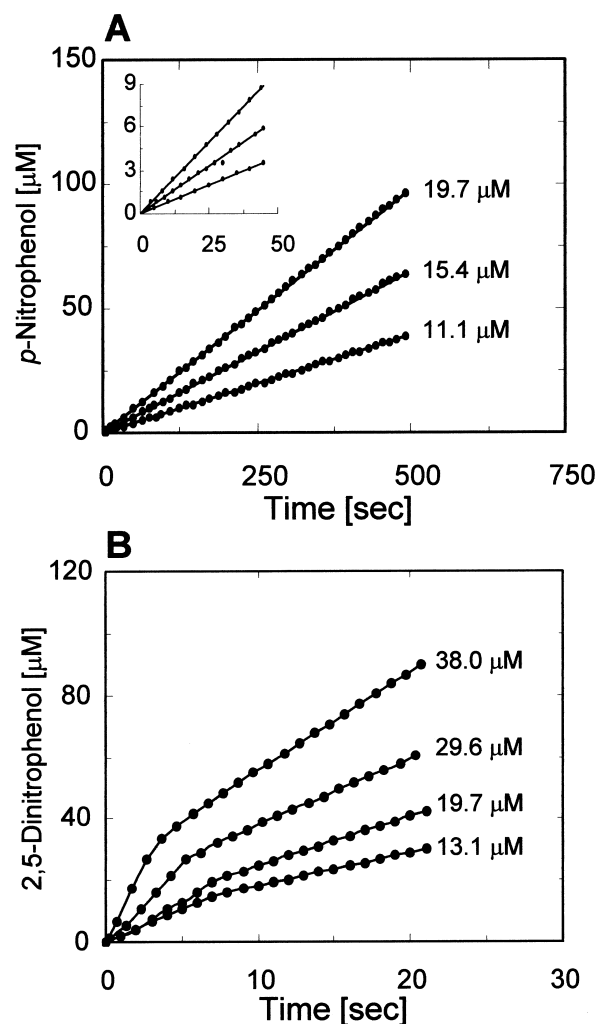 A
150
100
50
0
p-Nitrophenol [μM]
9
6
3
0
0 25 50
19.7 μM
15.4 μM
11.1 μM
0 250 500 750
Time [sec]
B
120
80
40
0
2,5-Dinitrophenol [μM]
38.0 μM
29.6 μM
19.7 μM
13.1 μM
0 10 20 30
Time [sec]